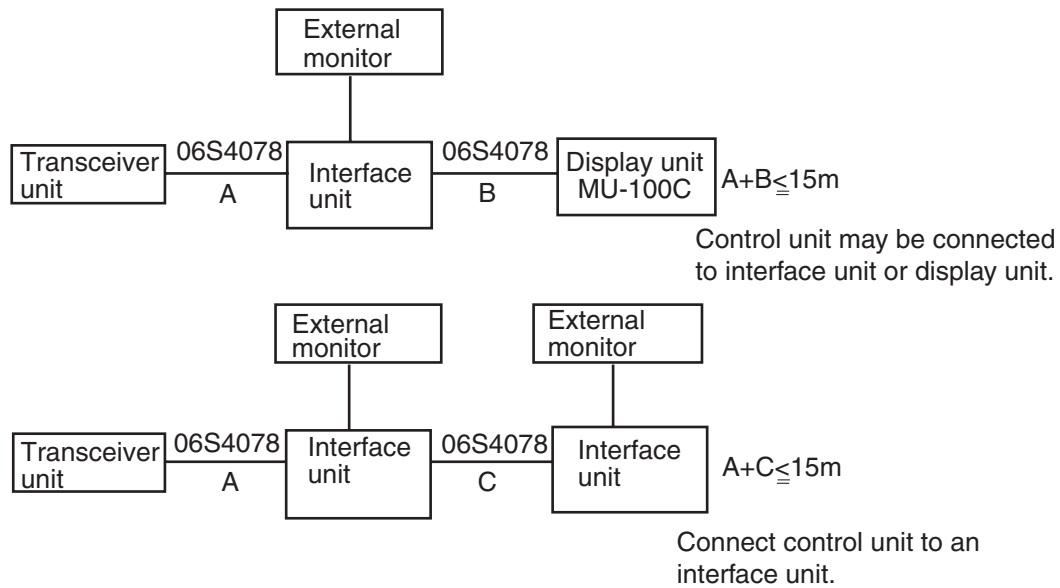 External
monitor
Transceiver
unit
06S4078
A
Interface
unit
06S4078
B
Display unit
MU-100C
A+B≦15m
Control unit may be connected
to interface unit or display unit.
External
monitor
External
monitor
Transceiver
unit
06S4078
A
Interface
unit
06S4078
C
Interface
unit
A+C≦15m
Connect control unit to an
interface unit.